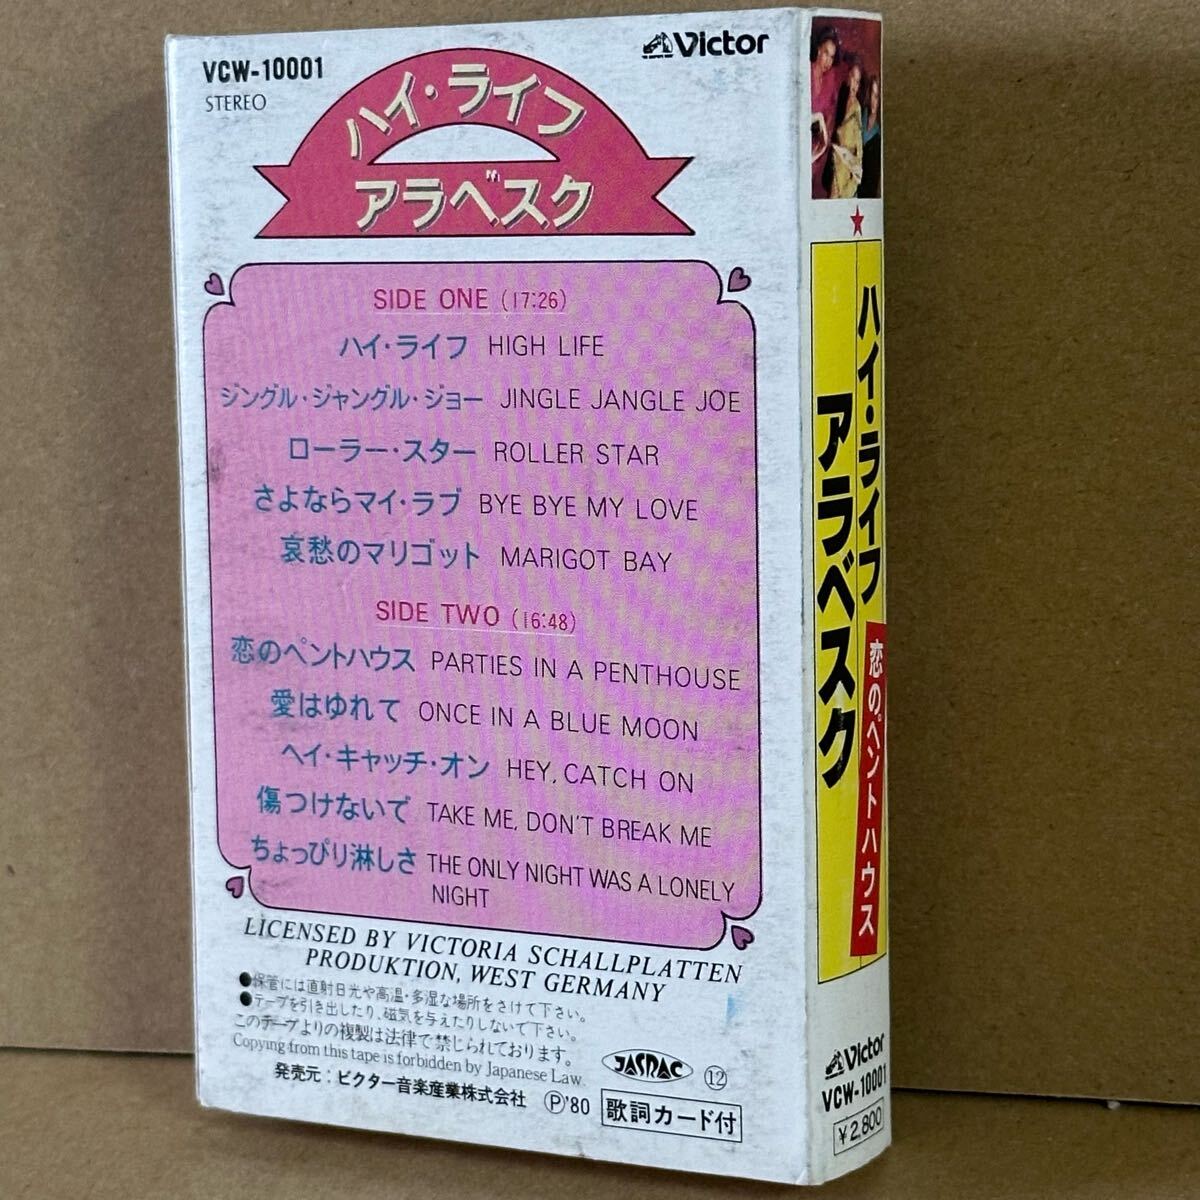 VCW-10001
STEREO
Victor
ハイ・ライフ
アラベスク
SIDE ONE (17:26)
ハイ・ライフ HIGH LIFE
ジングル・ジャングル・ジョー JINGLE JANGLE JOE
ローラー・スター ROLLER STAR
さよならマイ・ラブ BYE BYE MY LOVE
哀愁のマリゴット MARIGOT BAY
SIDE TWO (16:48)
恋のペントハウス PARTIES IN A PENTHOUSE
愛はゆれて ONCE IN A BLUE MOON
ヘイ・キャッチ・オン HEY, CATCH ON
傷つけないで TAKE ME, DON'T BREAK ME
ちょっぴり淋しさ THE ONLY NIGHT WAS A LONELY
NIGHT
LICENSED BY VICTORIA SCHALLPLATTEN
PRODUKTION, WEST GERMANY
●保管には直射日光や高温・多湿な場所をさけて下さい。
●テープを引き出したり、磁気を与えたりしないで下さい。
このテープよりの複製は法律で禁じられております。
Copying from this tape is forbidden by Japanese Law.
発売元：ビクター音楽産業株式会社 Ⓟ'80
JASRAC
⑫
歌詞カード付
ハイ・ライフ
アラベスク
恋のペントハウス
Victor
VCW-10001
¥2,800